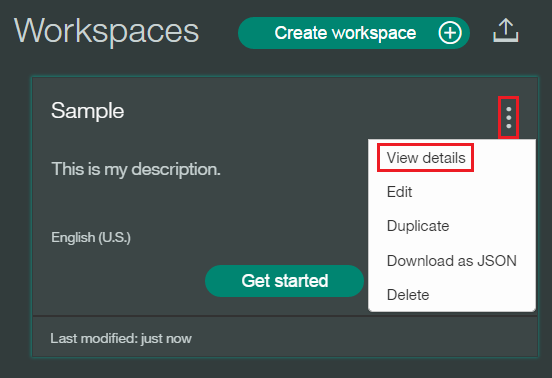 Workspaces
Create workspace
Sample
View details
This is my description.
Edit
Duplicate
English (U.S.)
Download as JSON
Get started
Delete
Last modified: just now